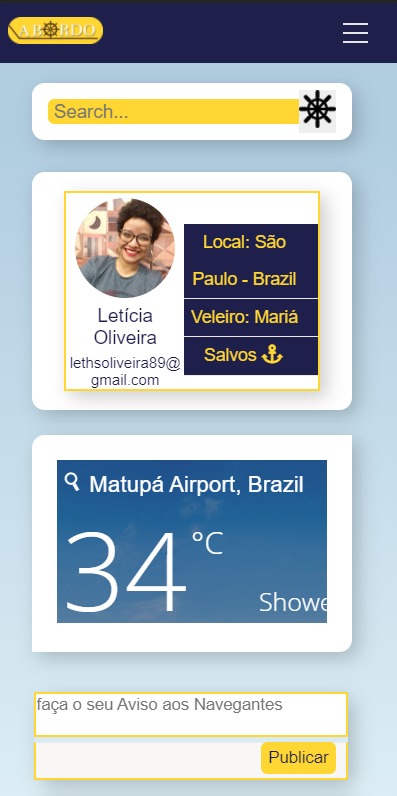 ABORDO
Search...
Letícia
Oliveira
lethsoliveira89@
gmail.com
Local: São
Paulo - Brazil
Veleiro: Mariá
Salvos
Matupá Airport, Brazil
34°C
Showe
faça o seu Aviso aos Navegantes
Publicar